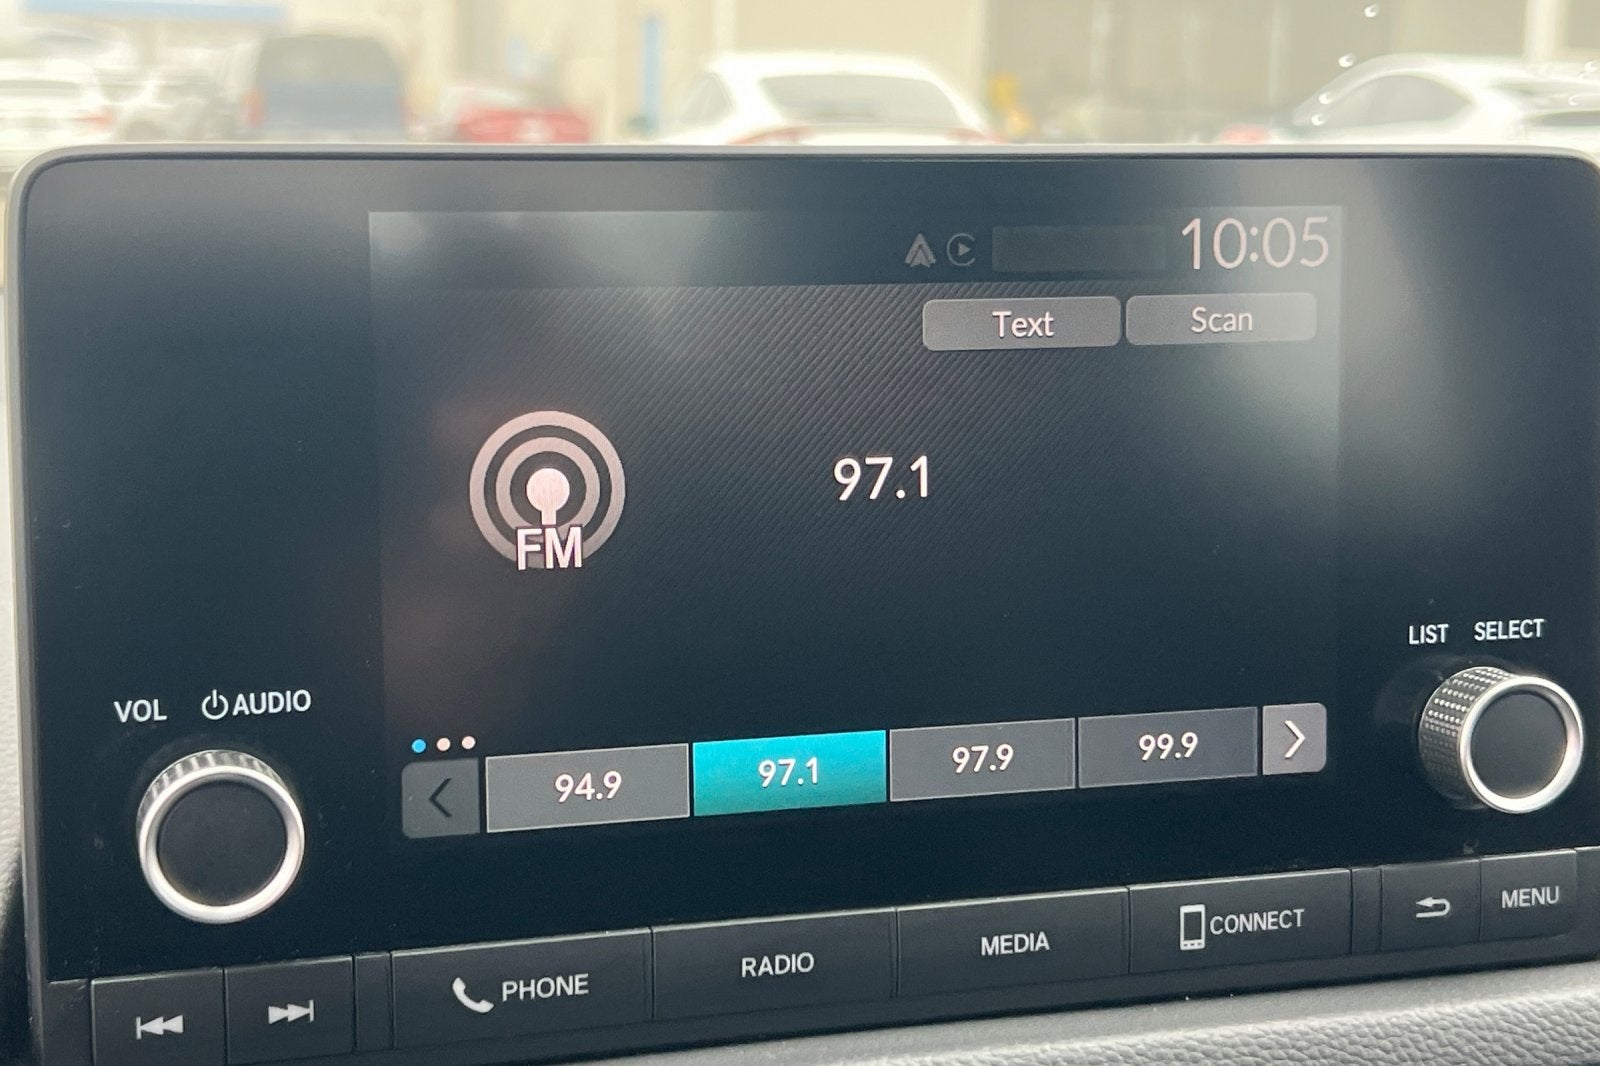 10:05
Text Scan
FM
97.1
LIST SELECT
VOL AUDIO
94.9 97.1 97.9 99.9
PHONE RADIO MEDIA CONNECT MENU